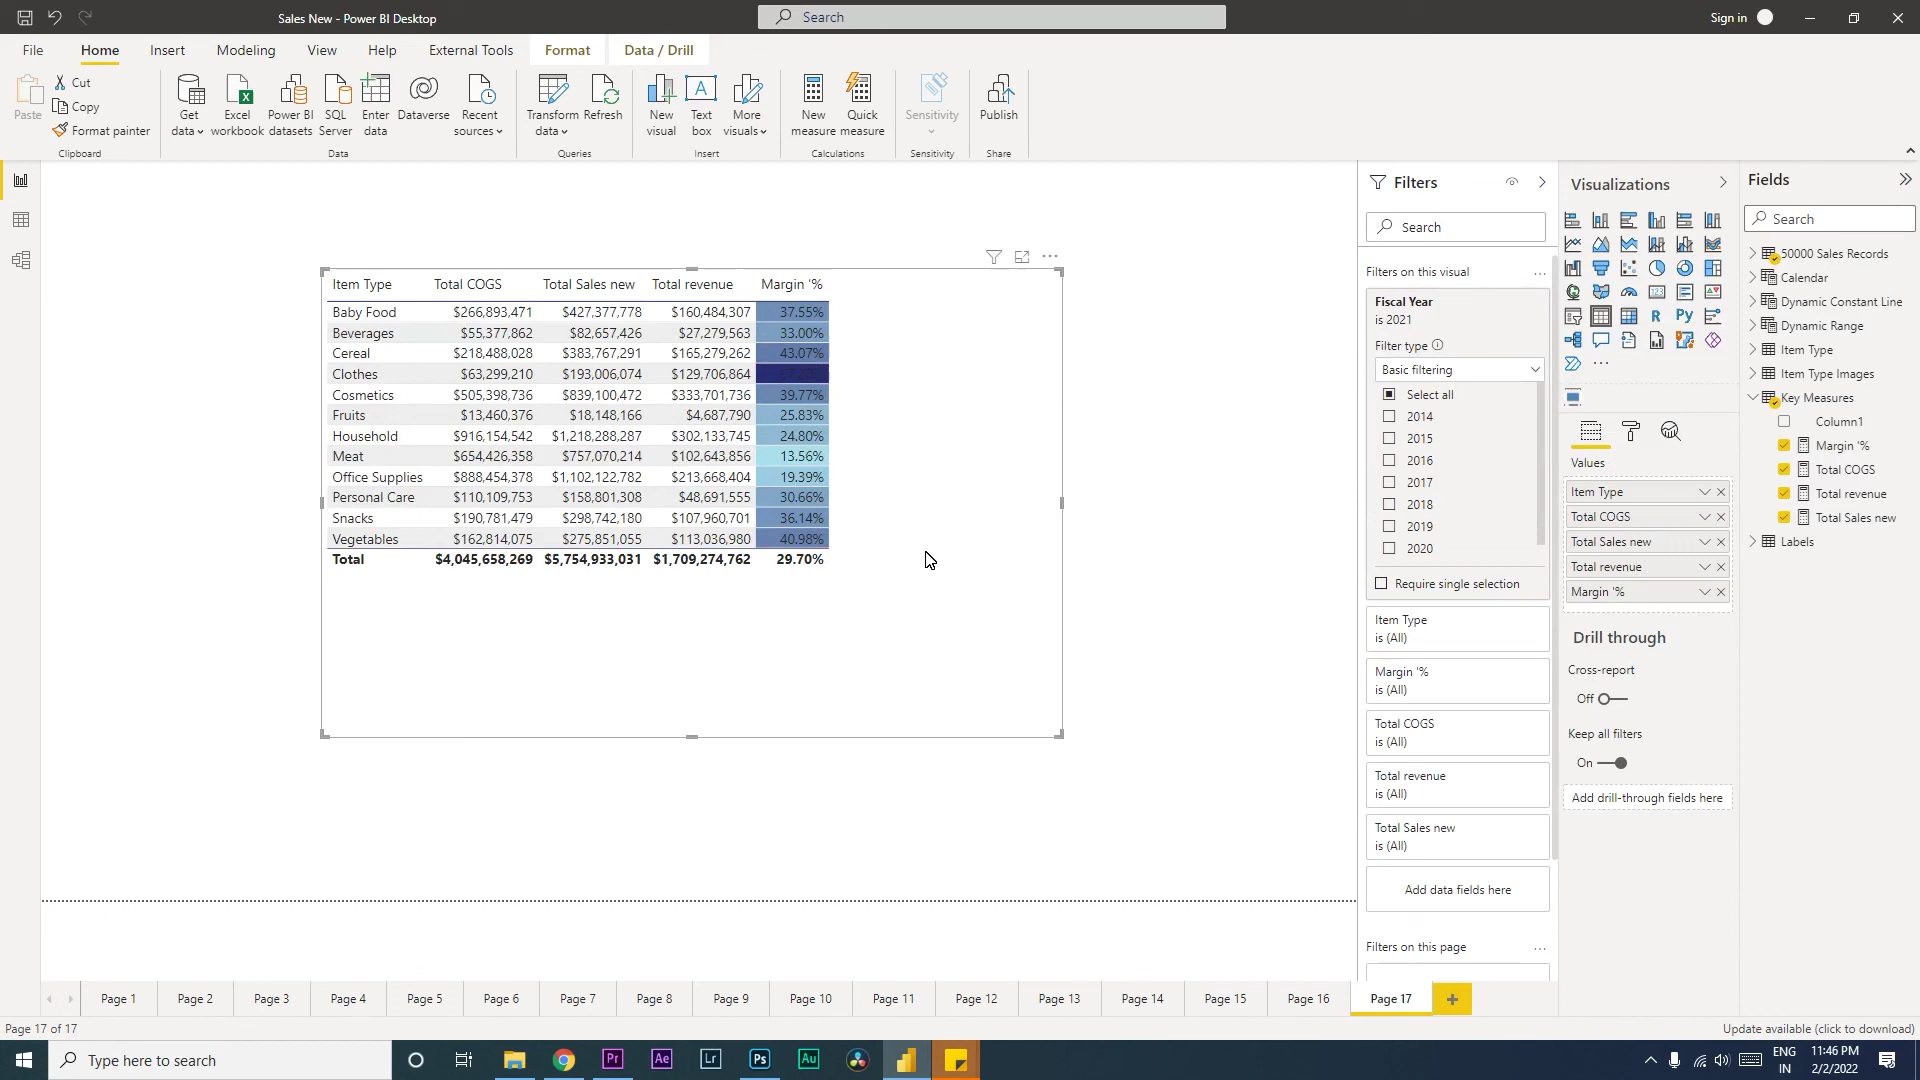 Sales New - Power BI Desktop
Search
Sign in
File Home Insert Modeling View Help External Tools Format Data / Drill
Paste
Cut
Copy
Format painter
Get data
Excel workbook
Power BI datasets
SQL Server
Enter data
Dataverse
Recent sources
Transform data
Refresh
New visual
Text box
More visuals
New measure
Quick measure
Sensitivity
Publish
Clipboard Data Queries Insert Calculations Sensitivity Share
Item Type Total COGS Total Sales new Total revenue Margin '%
Baby Food $266,893,471 $427,377,778 $160,484,307 37.55%
Beverages $55,377,862 $82,657,426 $27,279,563 33.00%
Cereal $218,488,028 $383,767,291 $165,279,262 43.07%
Clothes $63,299,210 $193,006,074 $129,706,864
Cosmetics $505,398,736 $839,100,472 $333,701,736 39.77%
Fruits $13,460,376 $18,148,166 $4,687,790 25.83%
Household $916,154,542 $1,218,288,287 $302,133,745 24.80%
Meat $654,426,358 $757,070,214 $102,643,856 13.56%
Office Supplies $888,454,378 $1,102,122,782 $213,668,404 19.39%
Personal Care $110,109,753 $158,801,308 $48,691,555 30.66%
Snacks $190,781,479 $298,742,180 $107,960,701 36.14%
Vegetables $162,814,075 $275,851,055 $113,036,980 40.98%
Total $4,045,658,269 $5,754,933,031 $1,709,274,762 29.70%
Filters
Search
Filters on this visual
Fiscal Year
is 2021
Filter type
Basic filtering
Select all
2014
2015
2016
2017
2018
2019
2020
Require single selection
Item Type
is (All)
Margin '%
is (All)
Total COGS
is (All)
Total revenue
is (All)
Total Sales new
is (All)
Add data fields here
Filters on this page
Visualizations
R Py
Values
Item Type
Total COGS
Total Sales new
Total revenue
Margin '%
Drill through
Cross-report
Off
Keep all filters
On
Add drill-through fields here
Fields
Search
50000 Sales Records
Calendar
Dynamic Constant Line
Dynamic Range
Item Type
Item Type Images
Key Measures
Column1
Margin '%
Total COGS
Total revenue
Total Sales new
Labels
Page 1 Page 2 Page 3 Page 4 Page 5 Page 6 Page 7 Page 8 Page 9 Page 10 Page 11 Page 12 Page 13 Page 14 Page 15 Page 16 Page 17
Page 17 of 17
Update available (click to download)
Type here to search
Pr Ae Lr Ps Au
ENG
IN
11:46 PM
2/2/2022